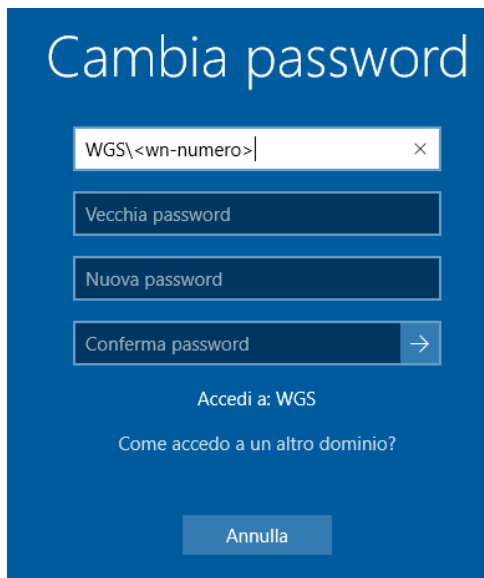 Cambia password
WGS\<wn-numero>
Vecchia password
Nuova password
Conferma password
Accedi a: WGS
Come accedo a un altro dominio?
Annulla